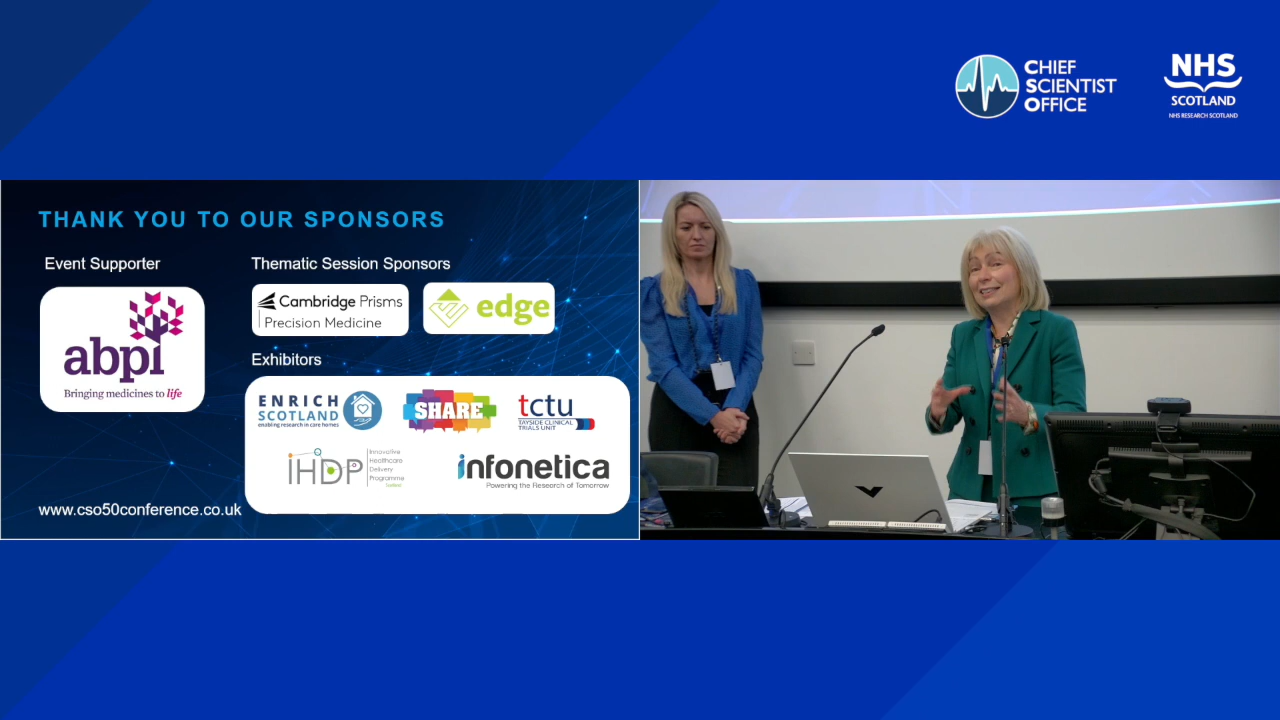 CHIEF
SCIENTIST
OFFICE
NHS
SCOTLAND
NHS RESEARCH SCOTLAND
THANK YOU TO OUR SPONSORS
Event Supporter
Thematic Session Sponsors
abpi
Bringing medicines to life
Cambridge Prisms
Precision Medicine
edge
Exhibitors
ENRICH
SCOTLAND
enabling research in care homes
SHARE
tctu
TAYSIDE CLINICAL
TRIALS UNIT
iHDP
Innovative
Healthcare
Delivery
Programme
infonetica
Powering the Research of Tomorrow
www.cso50conference.co.uk